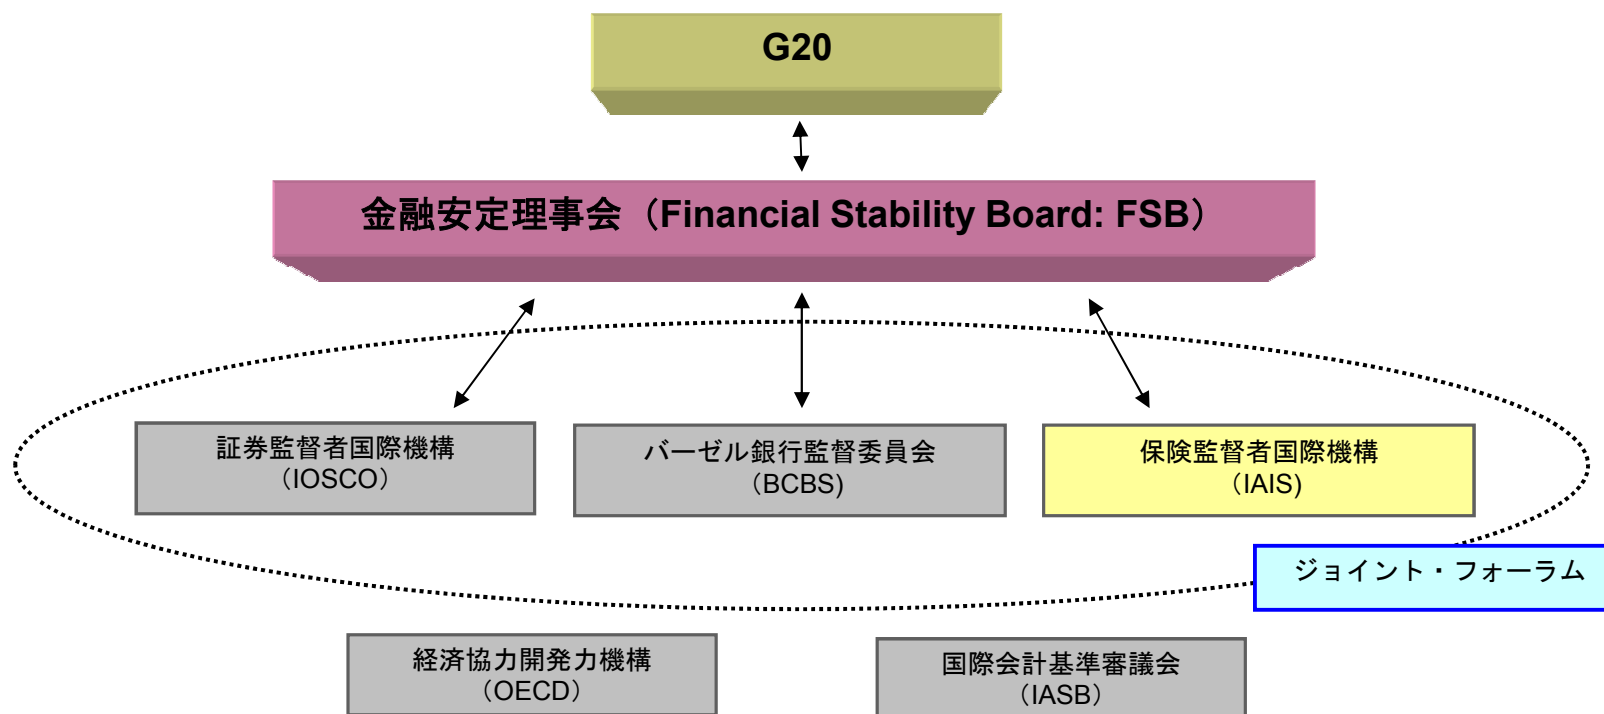 G20
金融安定理事会（Financial Stability Board: FSB）
証券監督者国際機構
（IOSCO）
バーゼル銀行監督委員会
（BCBS)
保険監督者国際機構
（IAIS)
ジョイント・フォーラム
経済協力開発力機構
（OECD）
国際会計基準審議会
（IASB）